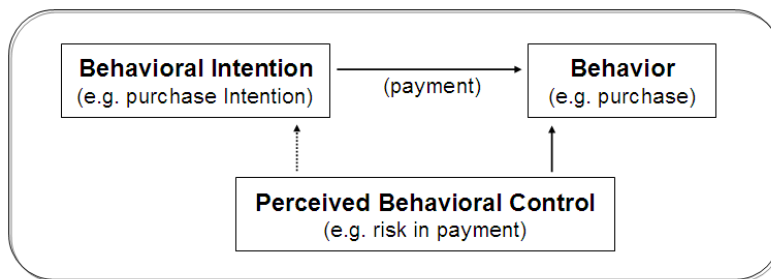 Behavioral Intention
(e.g. purchase Intention)
(payment)
Behavior
(e.g. purchase)
Perceived Behavioral Control
(e.g. risk in payment)